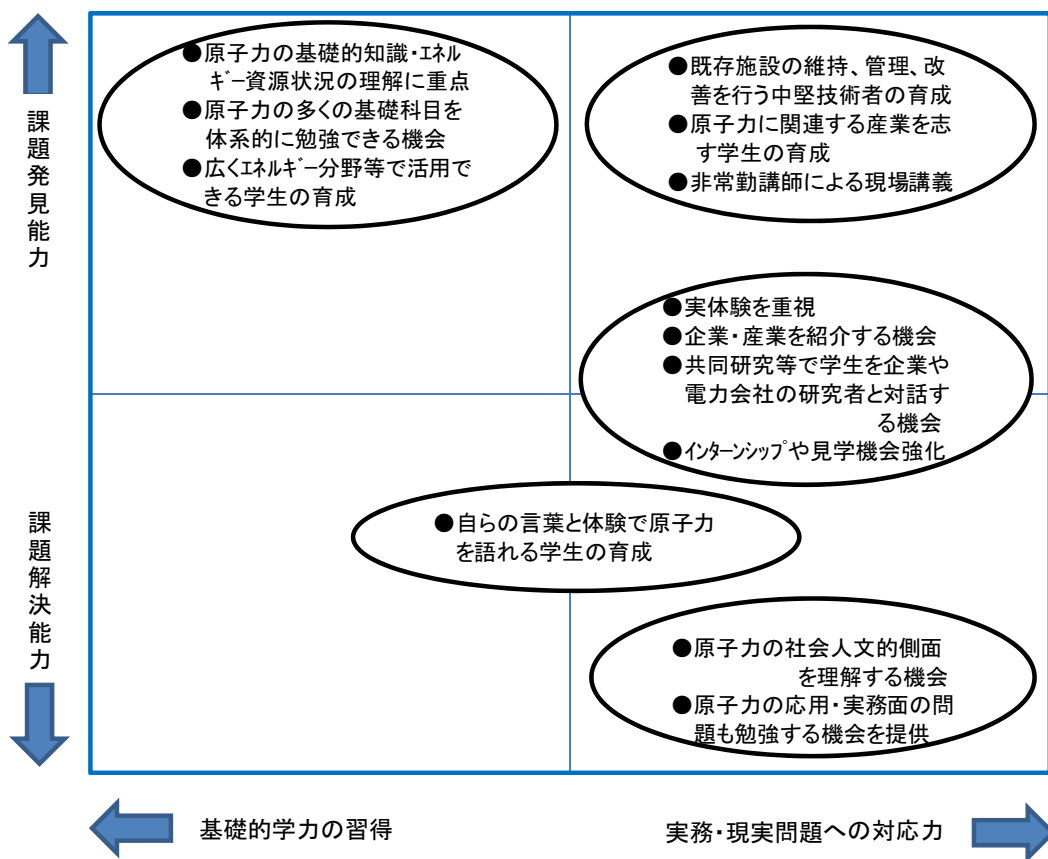 課題発見能力
●原子力の基礎的知識・エネル
ギー資源状況の理解に重点
●原子力の多くの基礎科目を
体系的に勉強できる機会
●広くエネルギー分野等で活用で
きる学生の育成
●既存施設の維持、管理、改
善を行う中堅技術者の育成
●原子力に関連する産業を志
す学生の育成
●非常勤講師による現場講義
●実体験を重視
●企業・産業を紹介する機会
●共同研究等で学生を企業や
電力会社の研究者と対話す
る機会
●インターンシップや見学機会強化
課題解決能力
●自らの言葉と体験で原子力
を語れる学生の育成
●原子力の社会人文的側面
を理解する機会
●原子力の応用・実務面の問
題も勉強する機会を提供
基礎的学力の習得
実務・現実問題への対応力